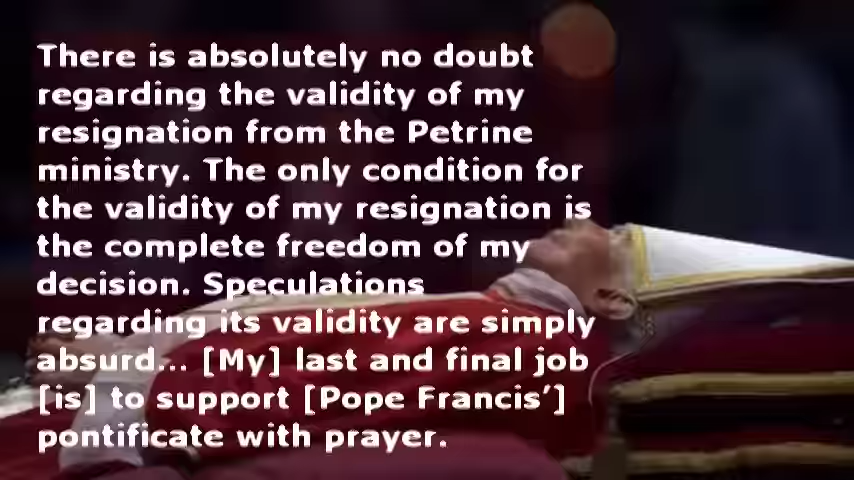 There is absolutely no doubt
regarding the validity of my
resignation from the Petrine
ministry. The only condition for
the validity of my resignation is
the complete freedom of my
decision. Speculations
regarding its validity are simply
absurd... [My] last and final job
[is] to support [Pope Francis’]
pontificate with prayer.